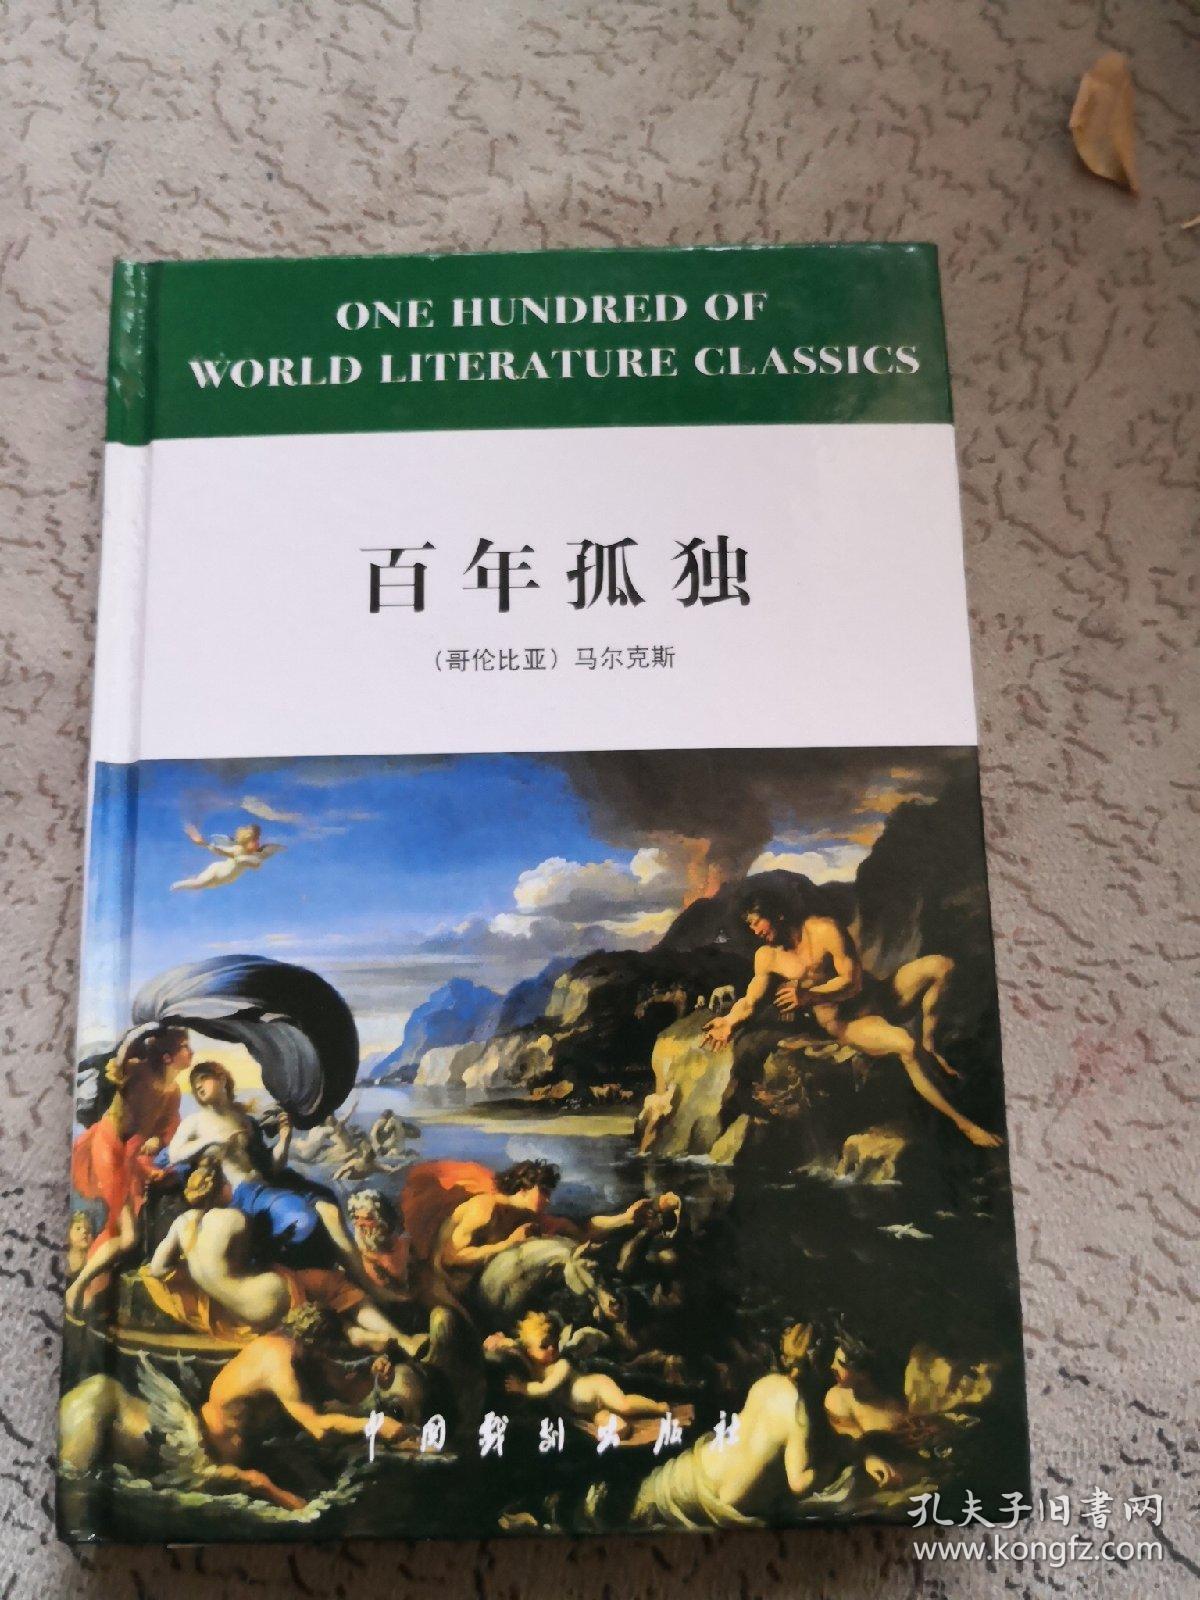 ONE HUNDRED OF
WORLD LITERATURE CLASSICS
百年孤独
（哥伦比亚）马尔克斯
中国戏剧出版社
孔夫子旧書网
www.kongfz.com